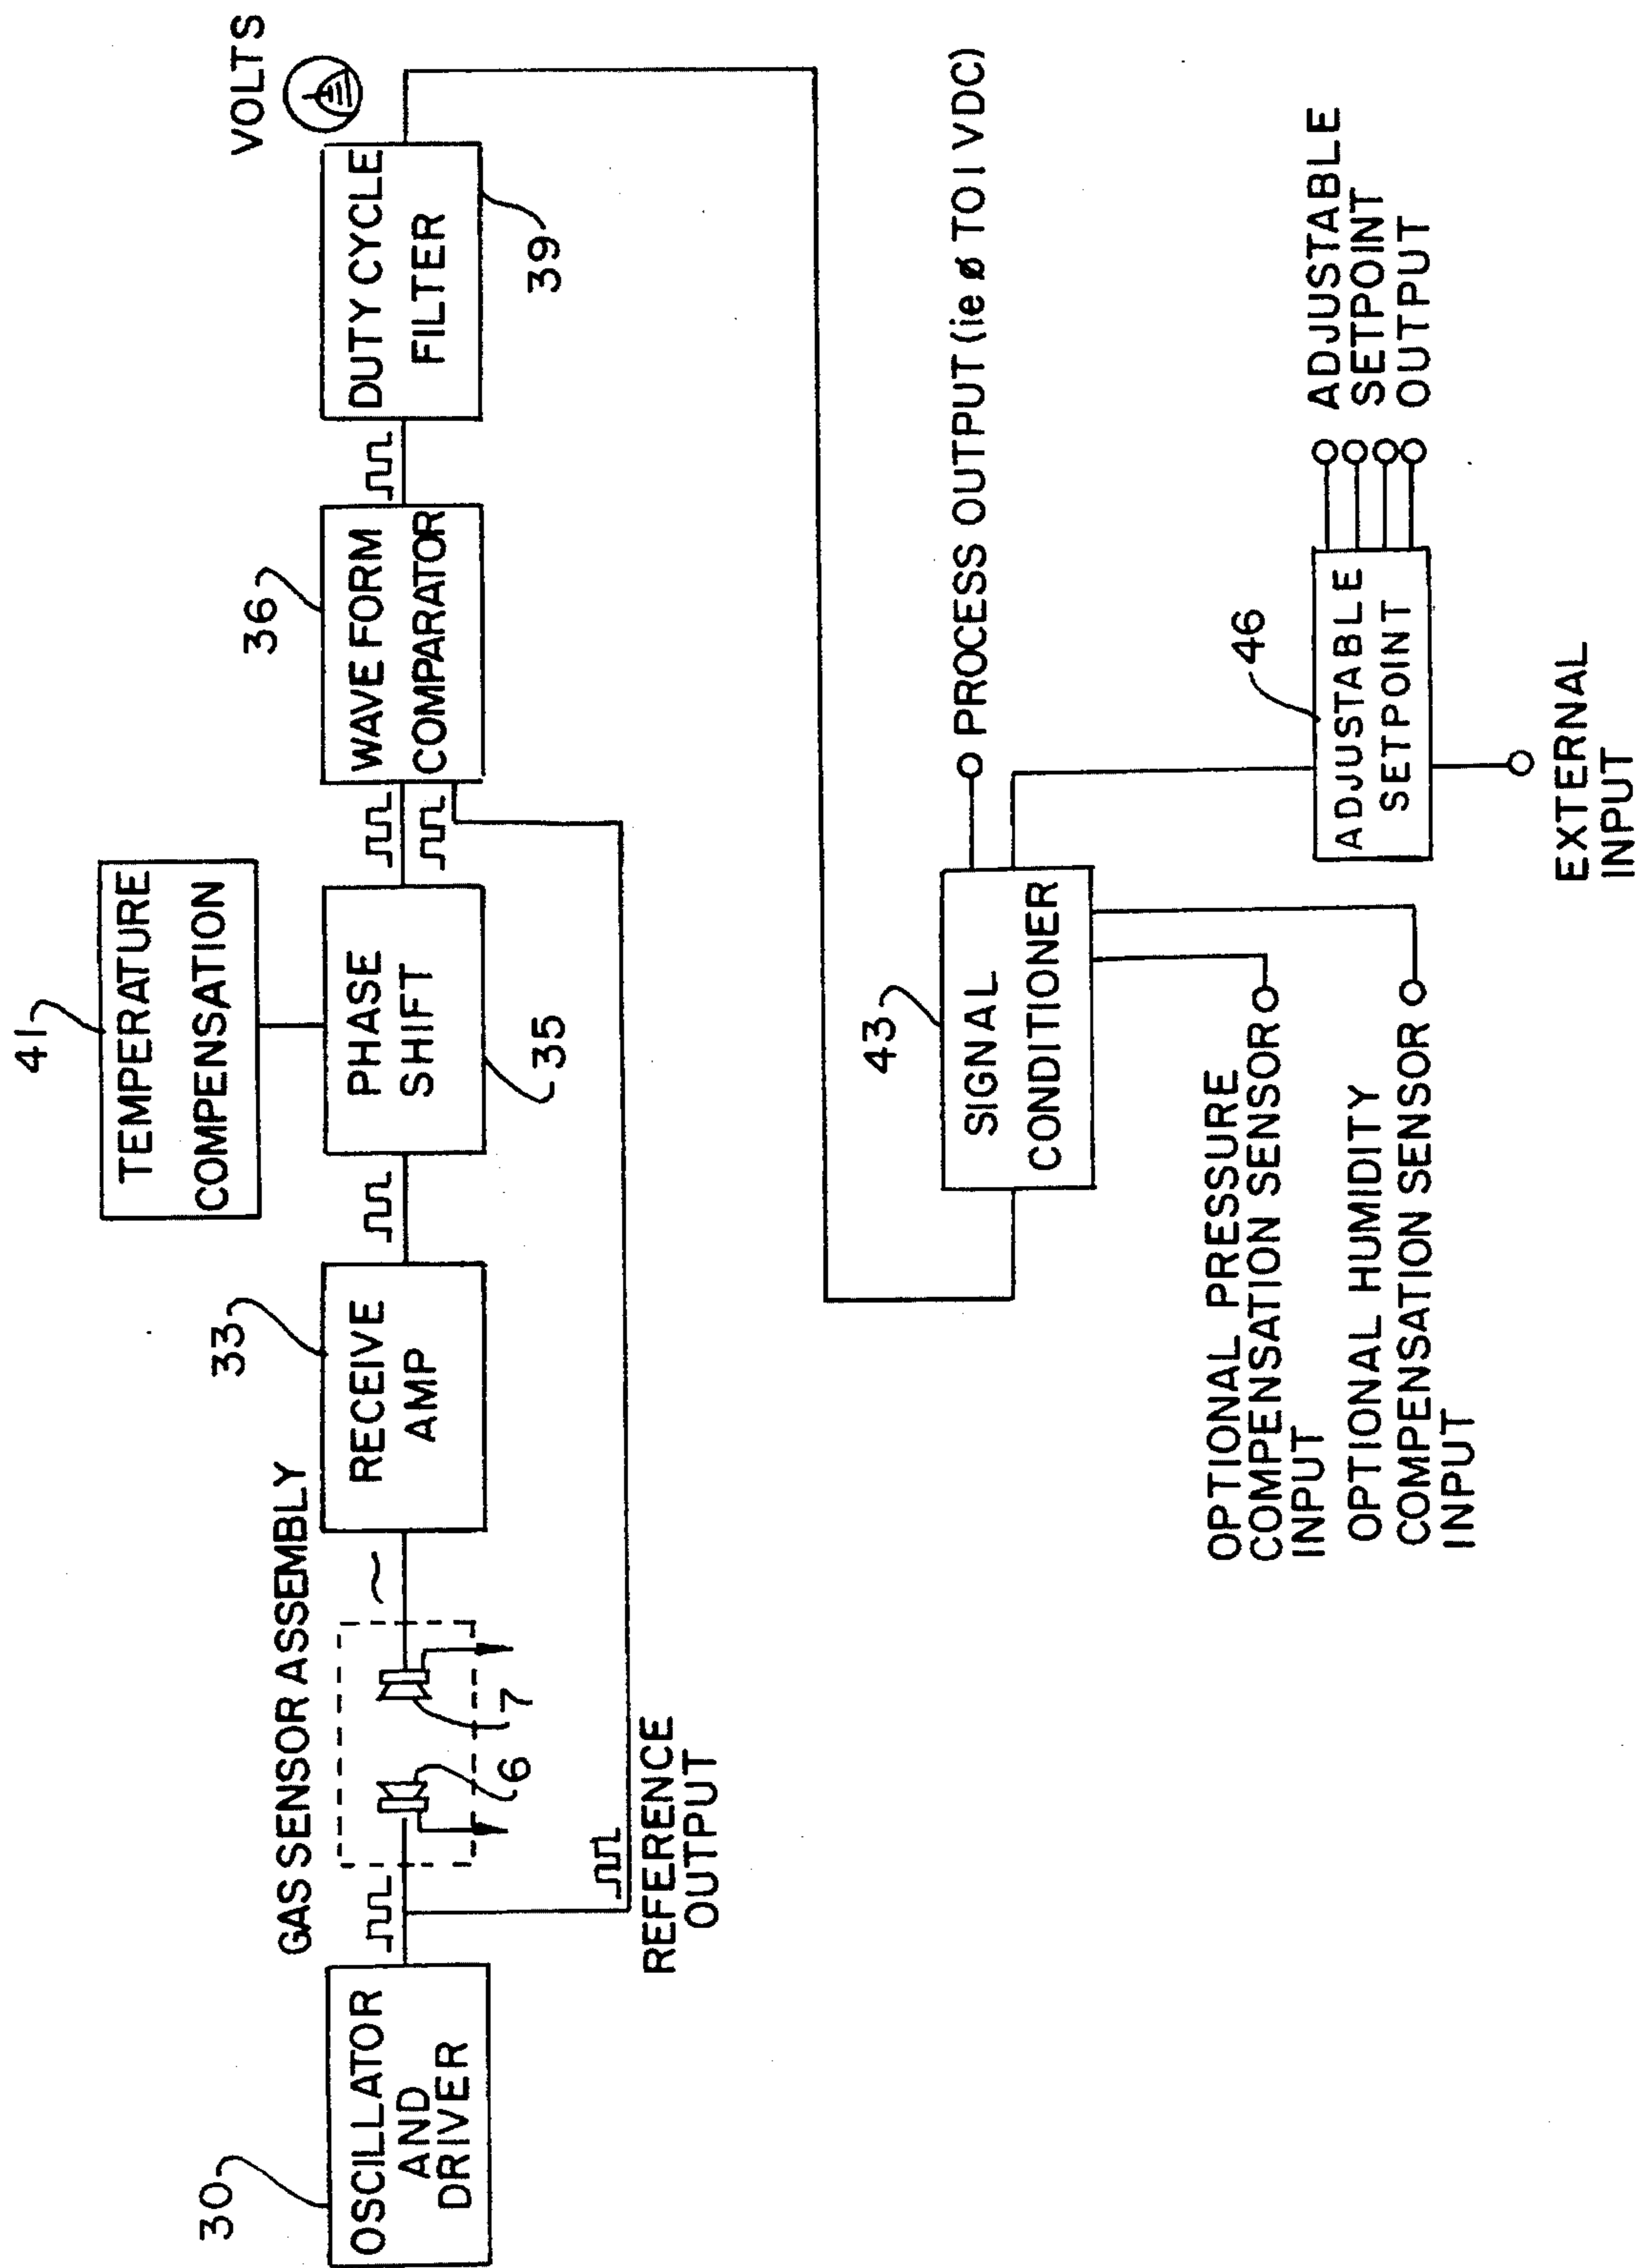 VOLTS
41
TEMPERATURE
COMPENSATION
33
36
30
GAS SENSOR ASSEMBLY
OSCILLATOR
AND
DRIVER
6
7
RECEIVE
AMP
PHASE
SHIFT
35
WAVE FORM
COMPARATOR
DUTY CYCLE
FILTER
39
REFERENCE
OUTPUT
43
SIGNAL
CONDITIONER
PROCESS OUTPUT (ie ø TO 1 VDC)
OPTIONAL PRESSURE
COMPENSATION SENSOR
INPUT
OPTIONAL HUMIDITY
COMPENSATION SENSOR
INPUT
46
ADJUSTABLE
SETPOINT
ADJUSTABLE
SETPOINT
OUTPUT
EXTERNAL
INPUT